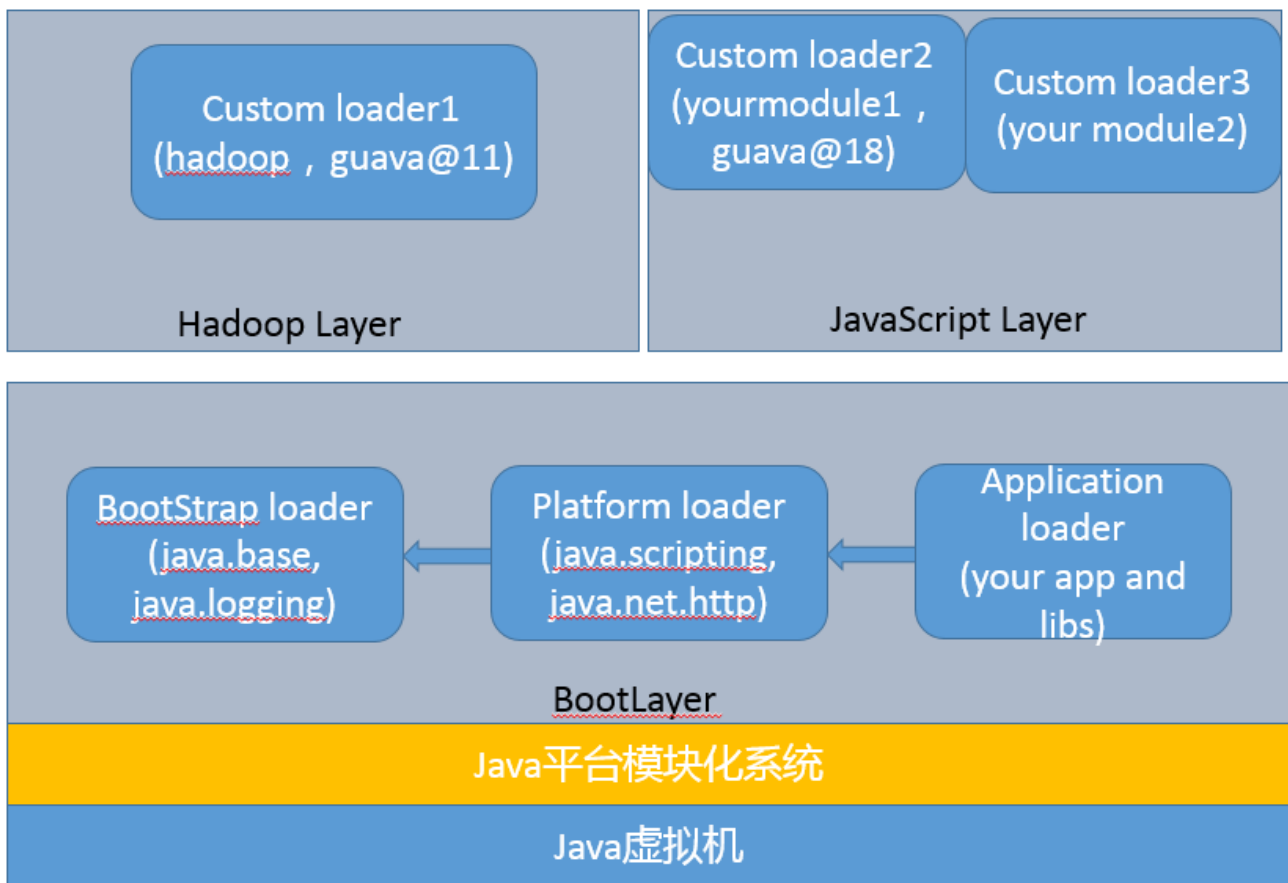 Custom loader1
(hadoop，guava@11)
Hadoop Layer
Custom loader2
(yourmodule1，
guava@18)
Custom loader3
(your module2)
JavaScript Layer
BootStrap loader
(java.base,
java.logging)
Platform loader
(java.scripting,
java.net.http)
Application
loader
(your app and
libs)
BootLayer
Java平台模块化系统
Java虚拟机